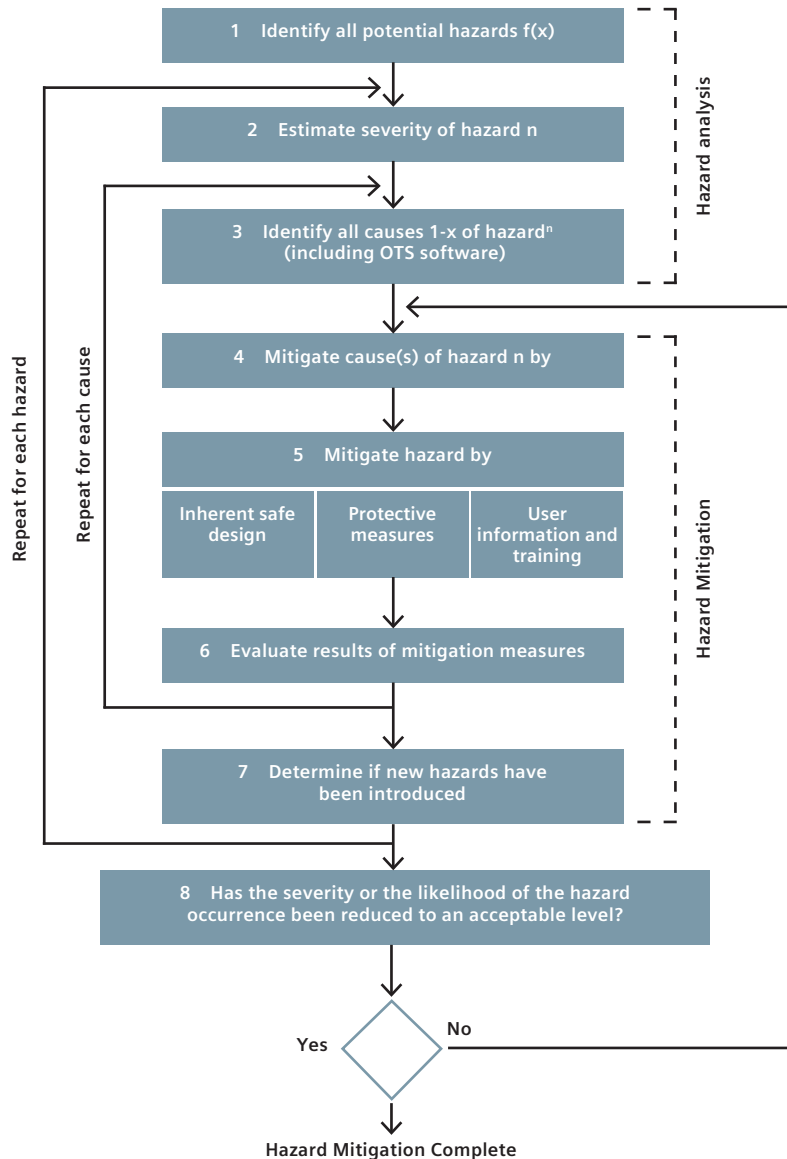 1 Identify all potential hazards f(x)
2 Estimate severity of hazard n
3 Identify all causes 1-x of hazardⁿ
(including OTS software)
4 Mitigate cause(s) of hazard n by
5 Mitigate hazard by
Inherent safe
design
Protective
measures
User
information and
training
6 Evaluate results of mitigation measures
7 Determine if new hazards have
been introduced
8 Has the severity or the likelihood of the hazard
occurrence been reduced to an acceptable level?
Yes
No
Hazard Mitigation Complete
Repeat for each hazard
Repeat for each cause
Hazard analysis
Hazard Mitigation